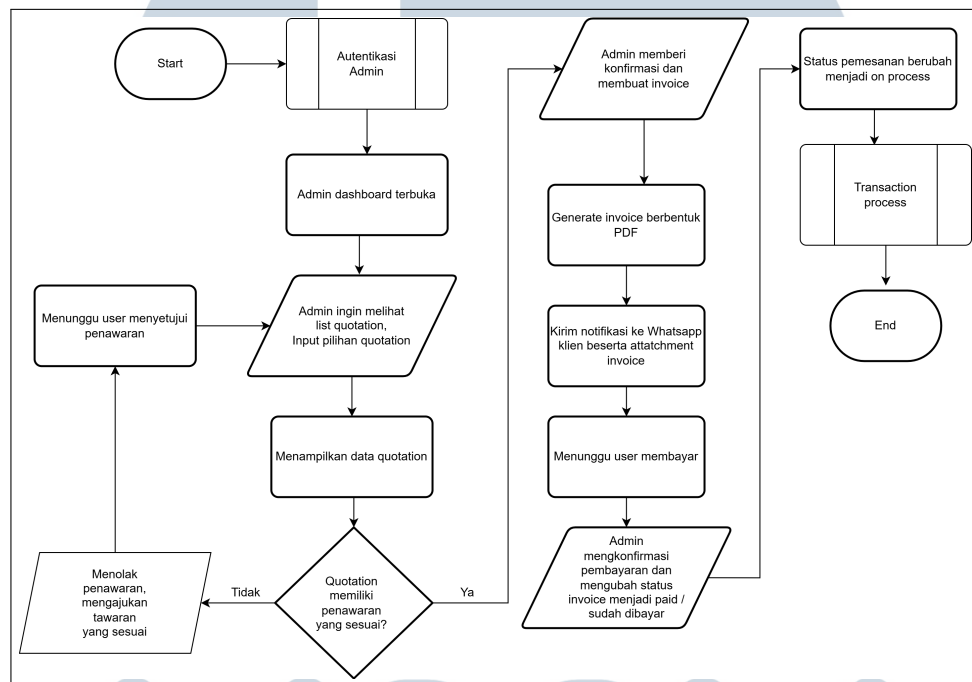 Start
Autentikasi
Admin
Admin dashboard terbuka
Menunggu user menyetujui
penawaran
Admin ingin melihat
list quotation,
Input pilihan quotation
Menampilkan data quotation
Quotation
memiliki
penawaran
yang sesuai?
Tidak
Ya
Menolak
penawaran,
mengajukan
tawaran
yang sesuai
Admin memberi
konfirmasi dan
membuat invoice
Generate invoice berbentuk
PDF
Kirim notifikasi ke Whatsapp
klien beserta attatchment
invoice
Menunggu user membayar
Admin
mengkonfirmasi
pembayaran dan
mengubah status
invoice menjadi paid /
sudah dibayar
Status pemesanan berubah
menjadi on process
Transaction
process
End